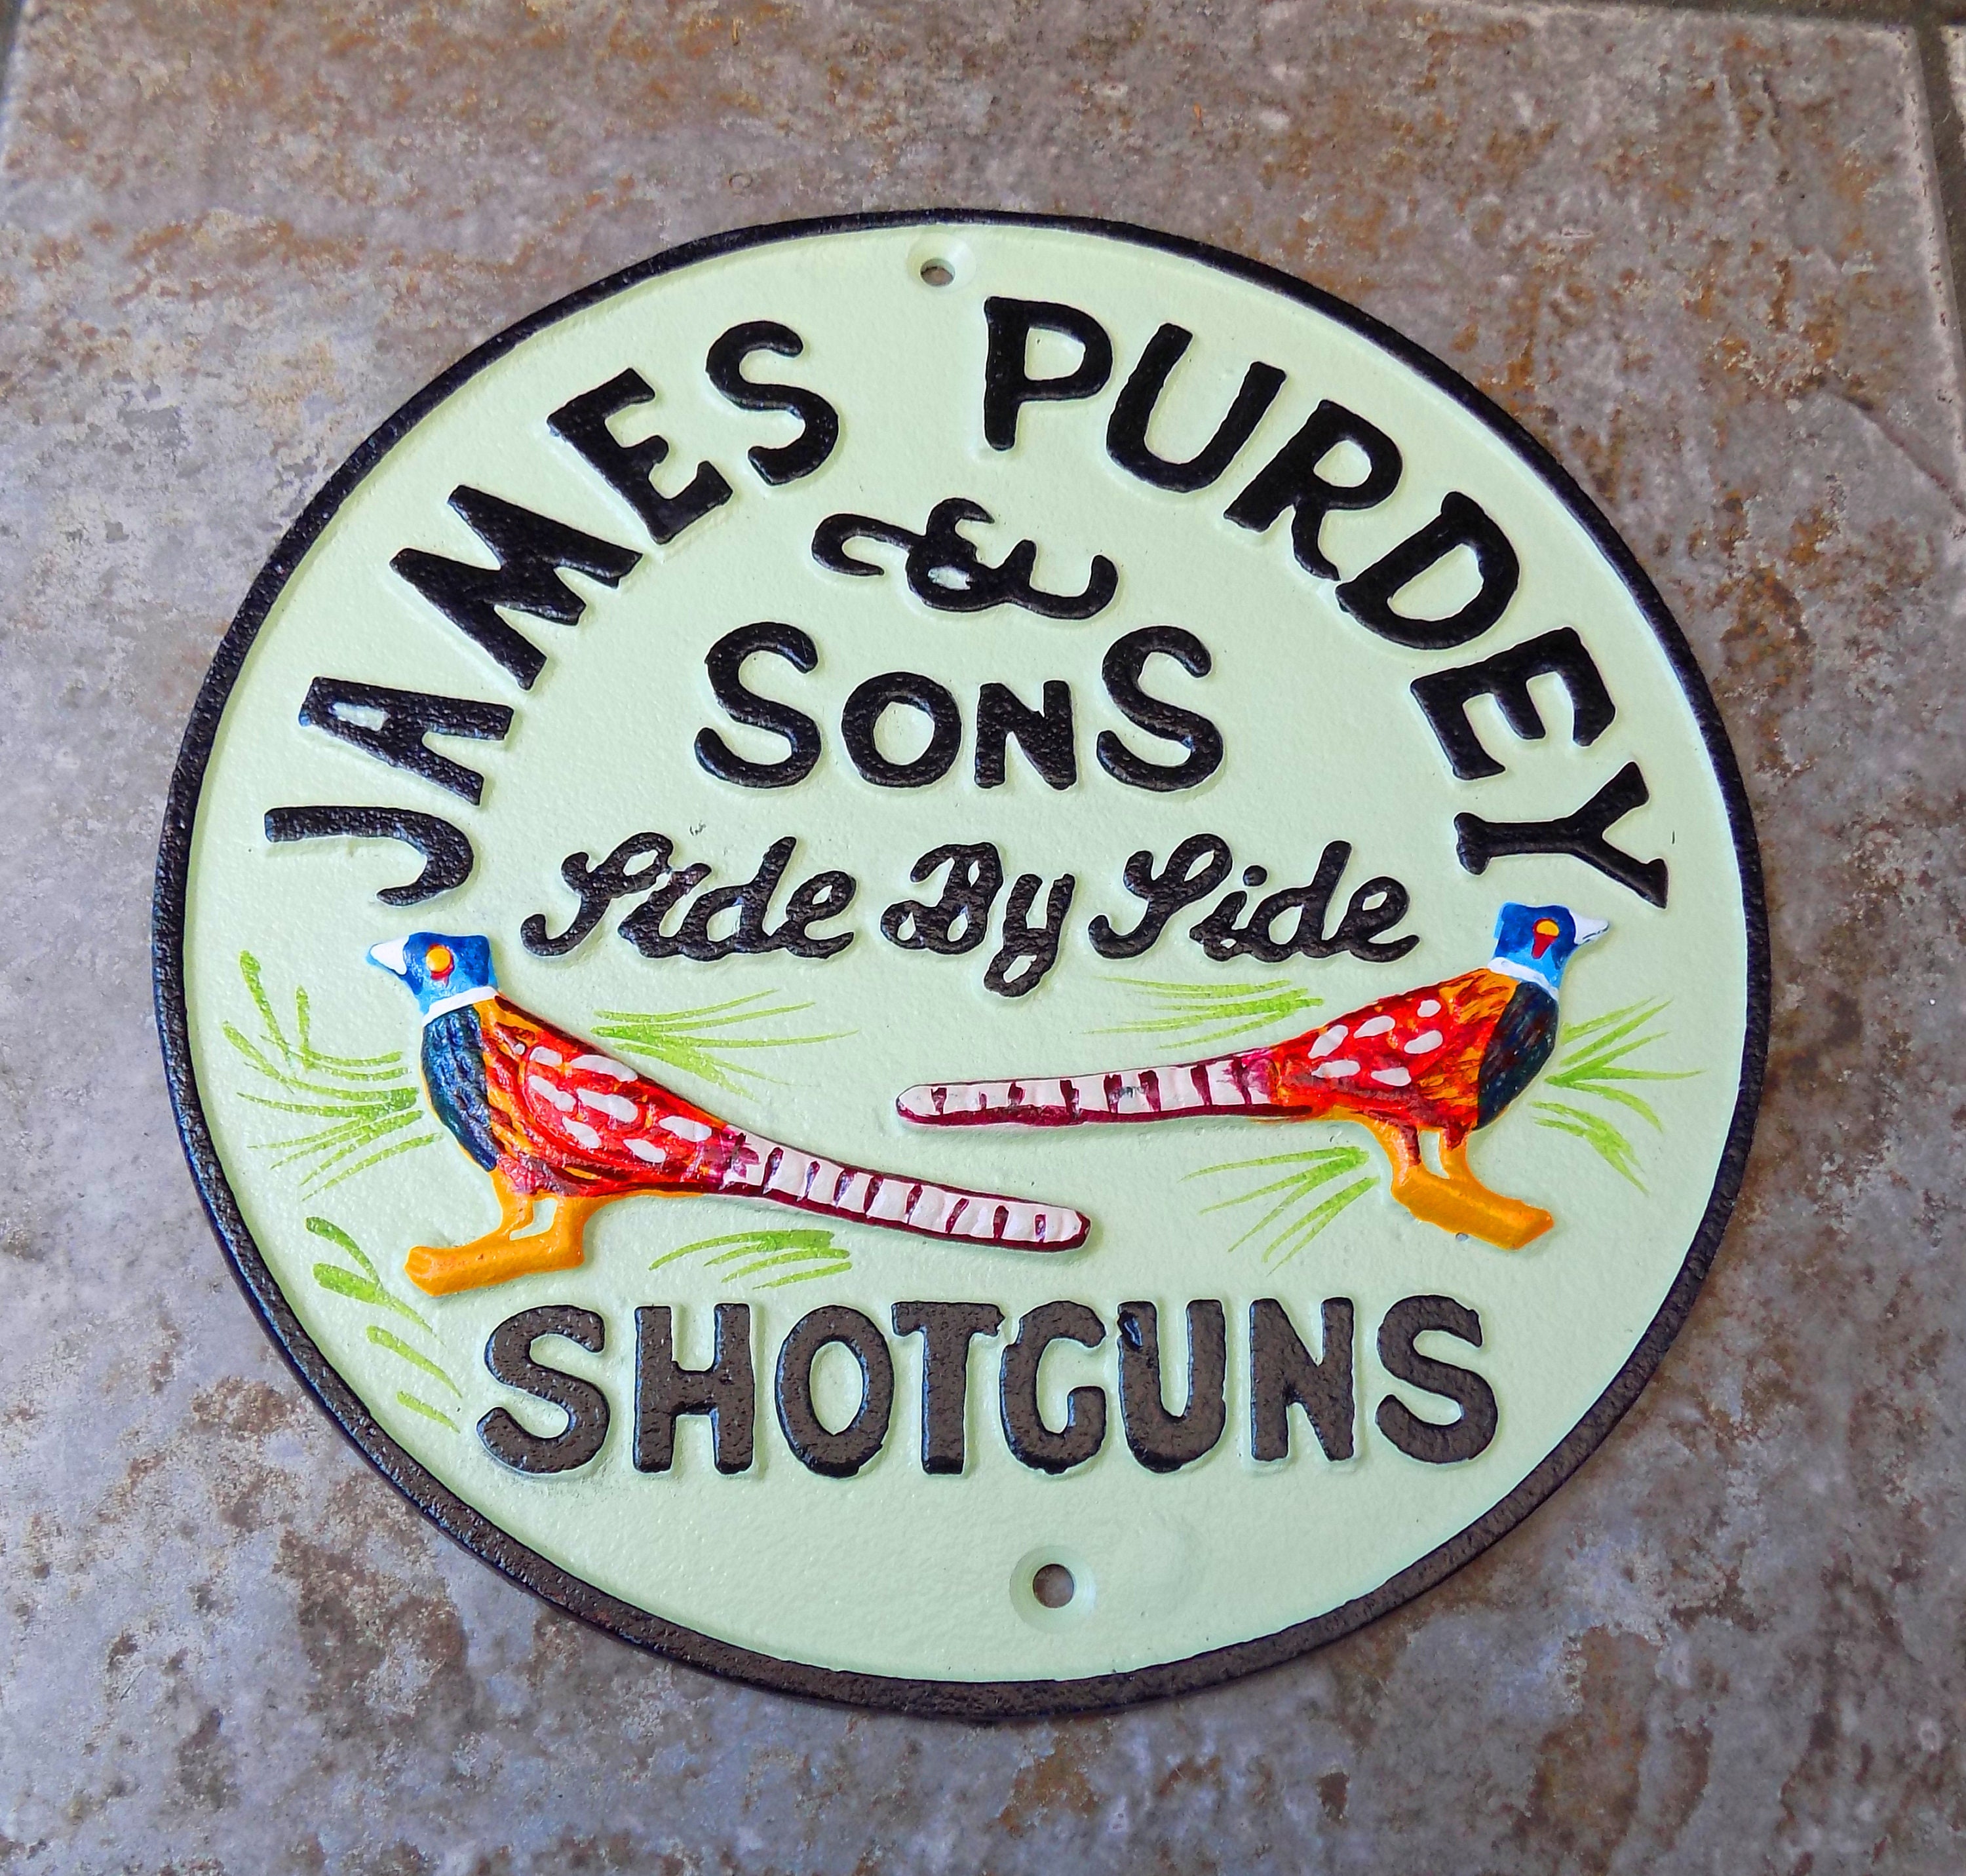 JAMES PURDEY
&
SONS
Side By Side
SHOTGUNS